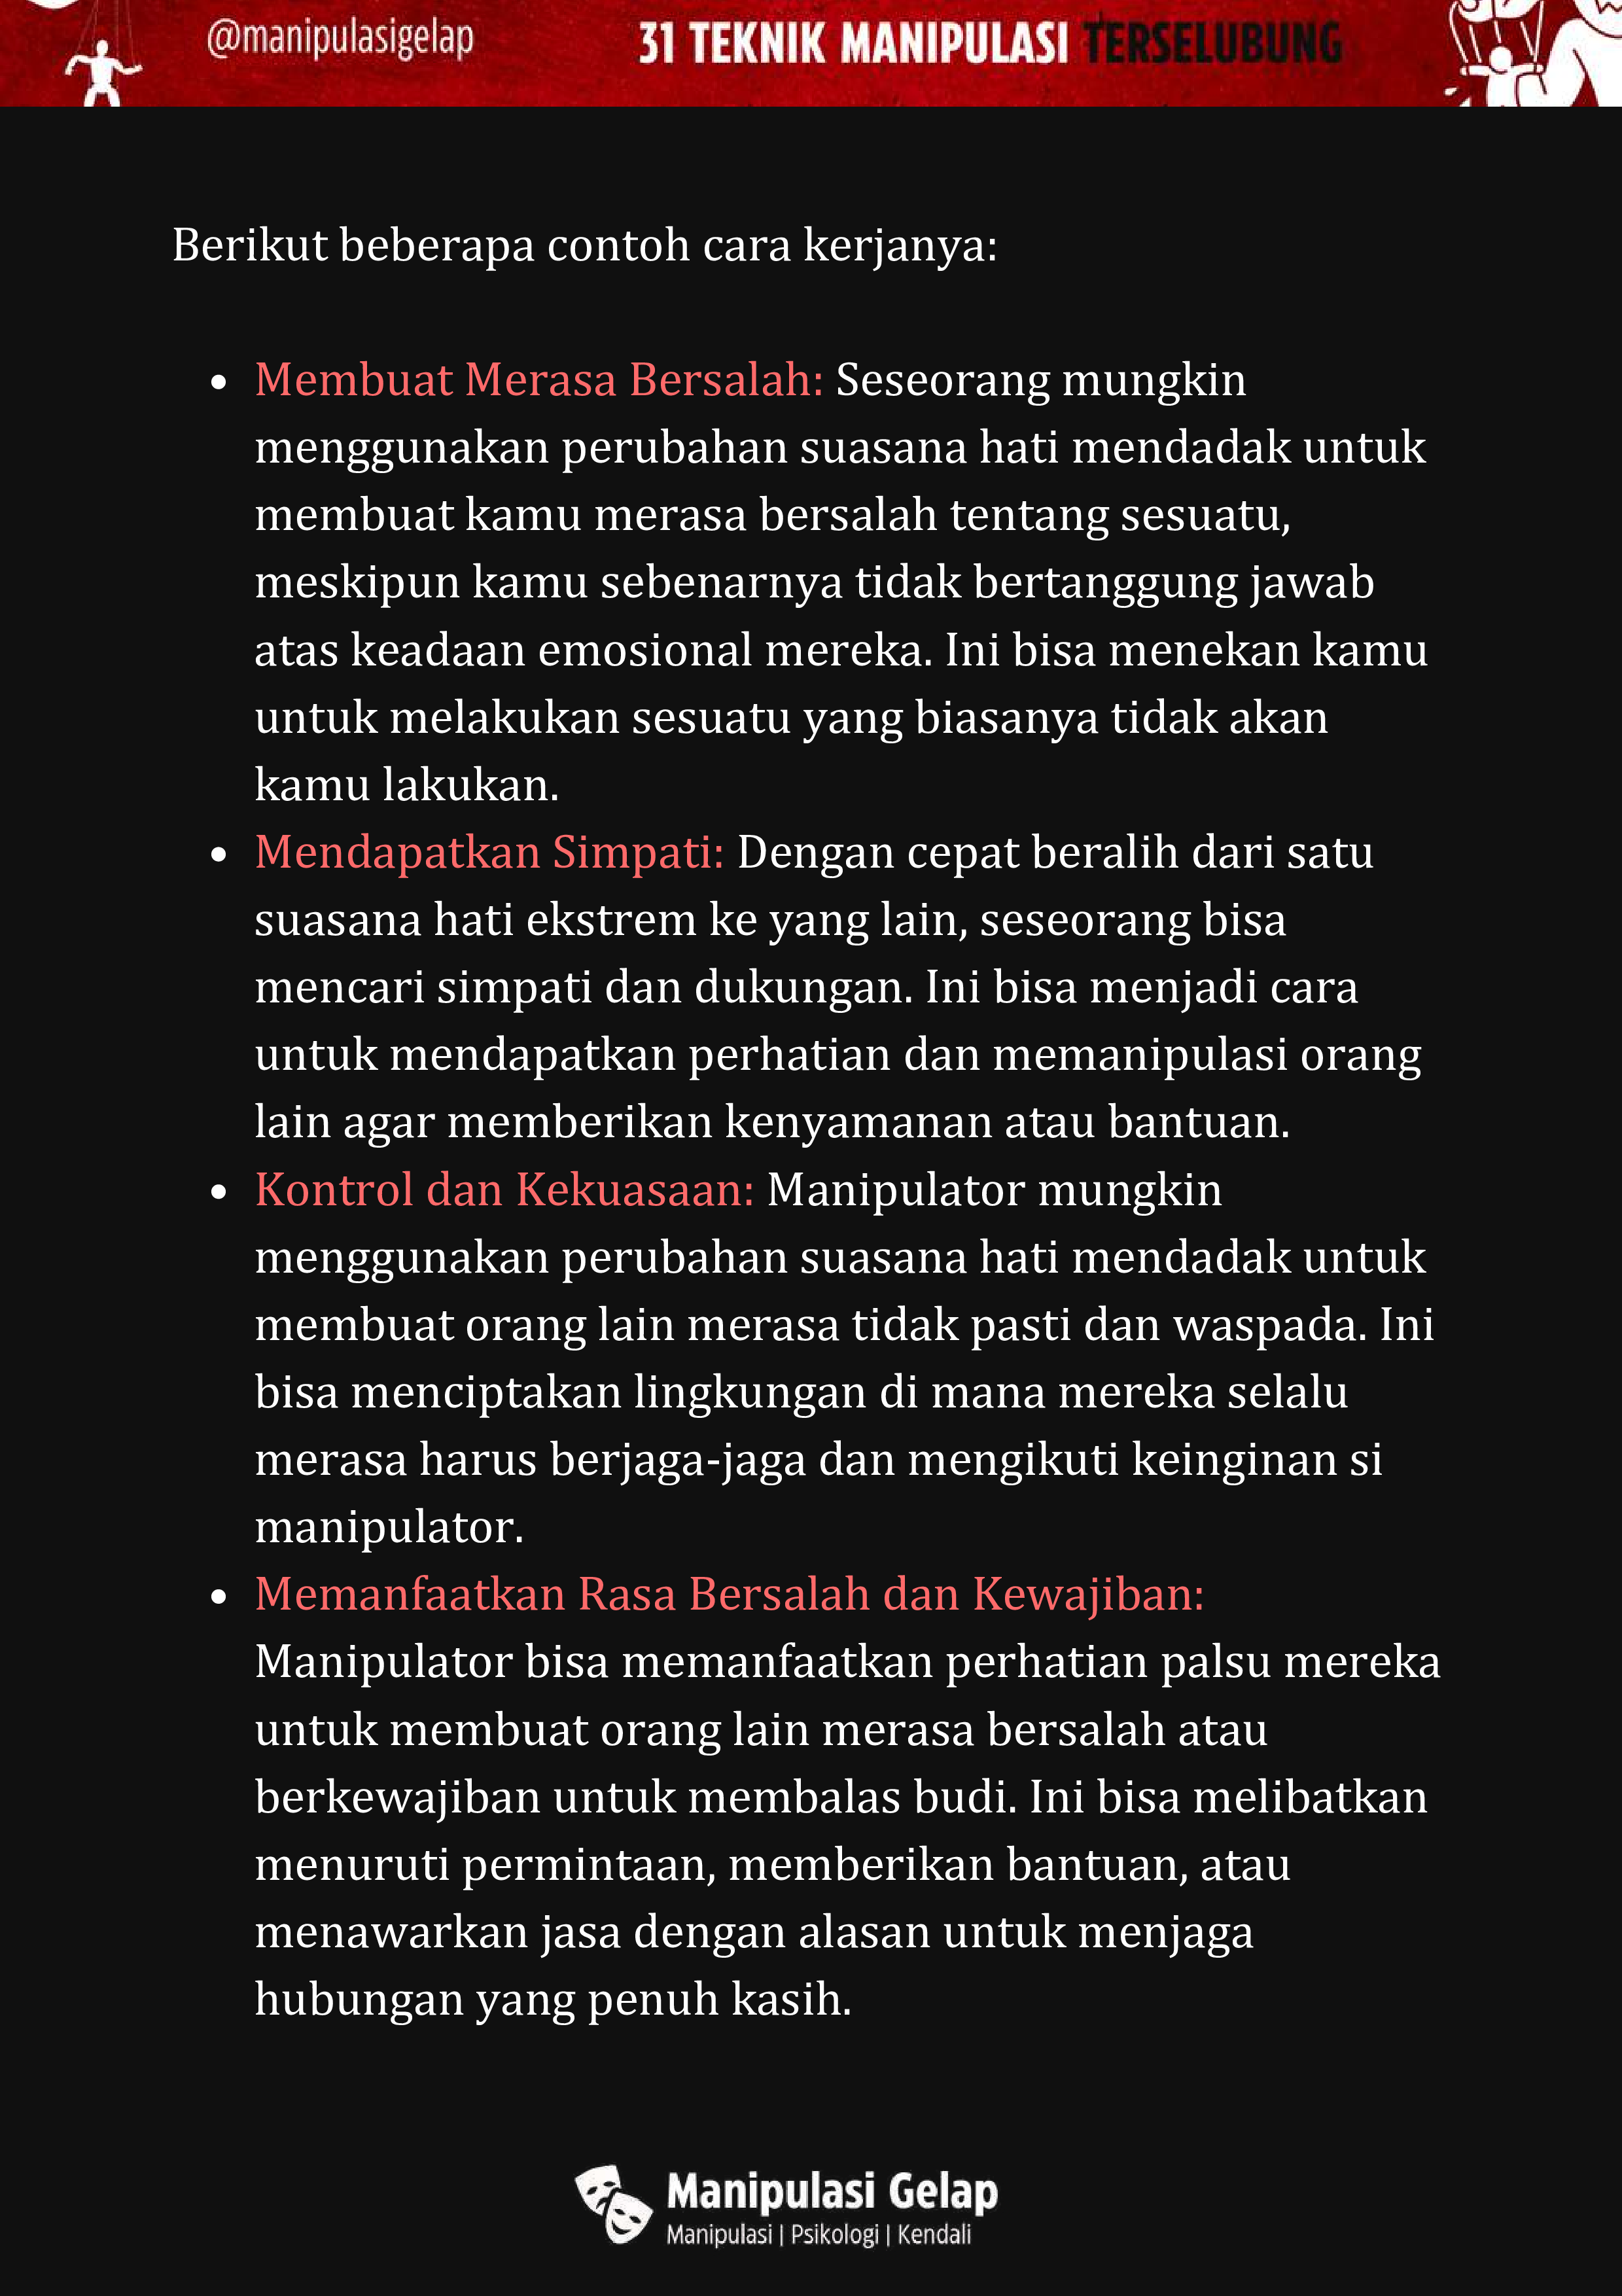 @manipulasigelap
31 TEKNIK MANIPULASI TERSELUBUNG
Berikut beberapa contoh cara kerjanya:
• Membuat Merasa Bersalah: Seseorang mungkin
menggunakan perubahan suasana hati mendadak untuk
membuat kamu merasa bersalah tentang sesuatu,
meskipun kamu sebenarnya tidak bertanggung jawab
atas keadaan emosional mereka. Ini bisa menekan kamu
untuk melakukan sesuatu yang biasanya tidak akan
kamu lakukan.
• Mendapatkan Simpati: Dengan cepat beralih dari satu
suasana hati ekstrem ke yang lain, seseorang bisa
mencari simpati dan dukungan. Ini bisa menjadi cara
untuk mendapatkan perhatian dan memanipulasi orang
lain agar memberikan kenyamanan atau bantuan.
• Kontrol dan Kekuasaan: Manipulator mungkin
menggunakan perubahan suasana hati mendadak untuk
membuat orang lain merasa tidak pasti dan waspada. Ini
bisa menciptakan lingkungan di mana mereka selalu
merasa harus berjaga-jaga dan mengikuti keinginan si
manipulator.
• Memanfaatkan Rasa Bersalah dan Kewajiban:
Manipulator bisa memanfaatkan perhatian palsu mereka
untuk membuat orang lain merasa bersalah atau
berkewajiban untuk membalas budi. Ini bisa melibatkan
menuruti permintaan, memberikan bantuan, atau
menawarkan jasa dengan alasan untuk menjaga
hubungan yang penuh kasih.
Manipulasi Gelap
Manipulasi | Psikologi | Kendali